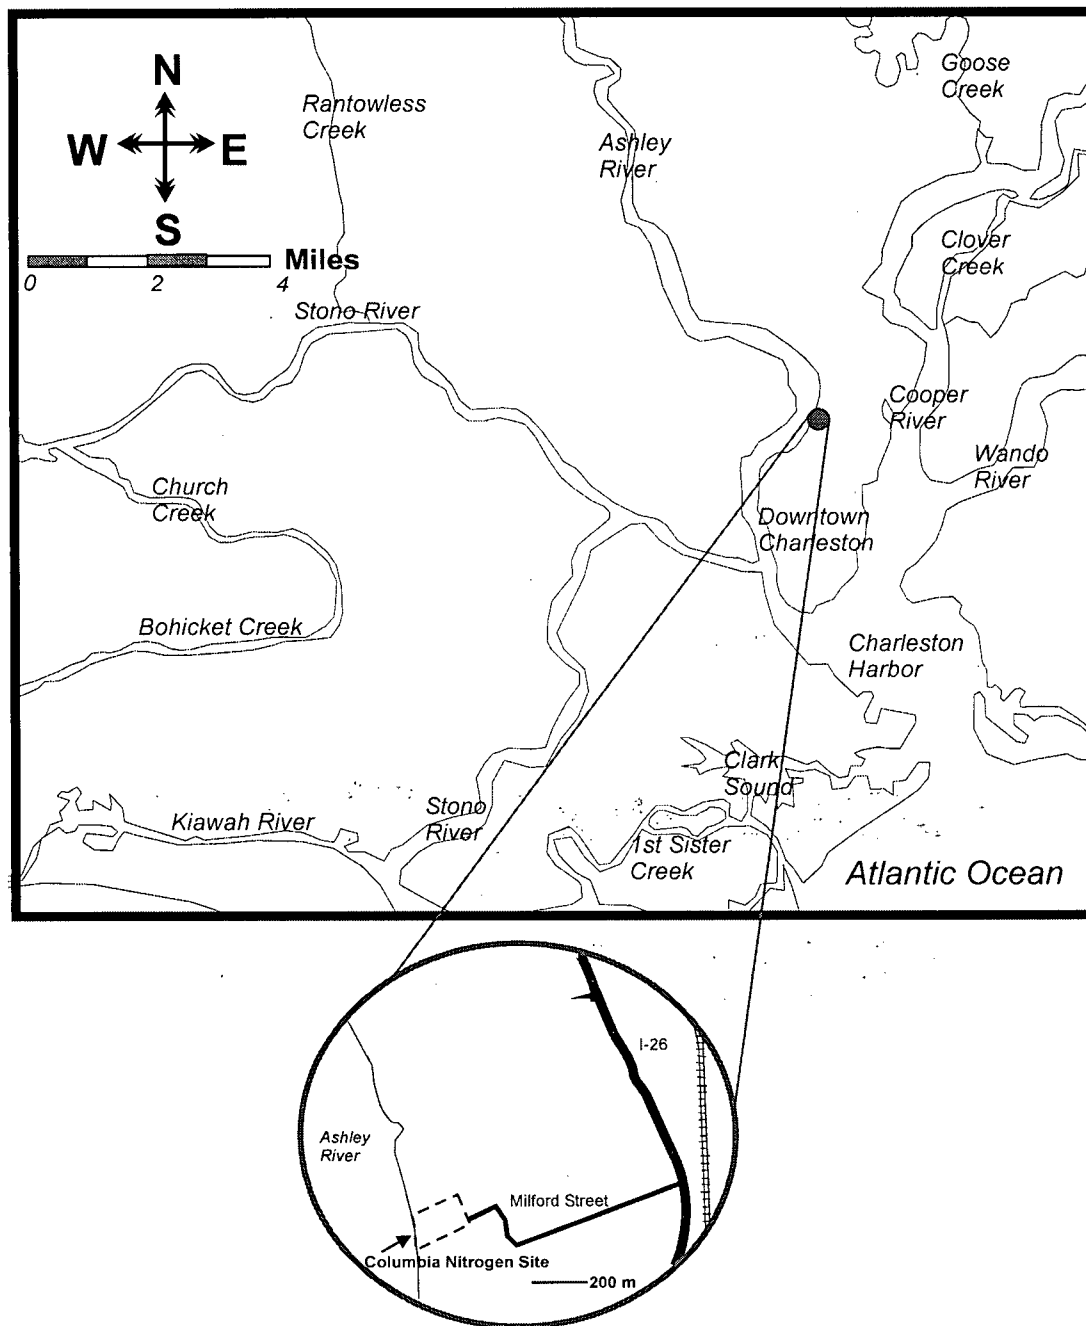 N
W
E
S
Miles
0
2
4
Rantowless
Creek
Ashley
River
Goose
Creek
Clover
Creek
Stono River
Cooper
River
Wando
River
Church
Creek
Downtown
Charleston
Bohicket Creek
Charleston
Harbor
Clark
Sound
Kiawah River
Stono
River
1st Sister
Creek
Atlantic Ocean
I-26
Ashley
River
Milford Street
Columbia Nitrogen Site
200 m